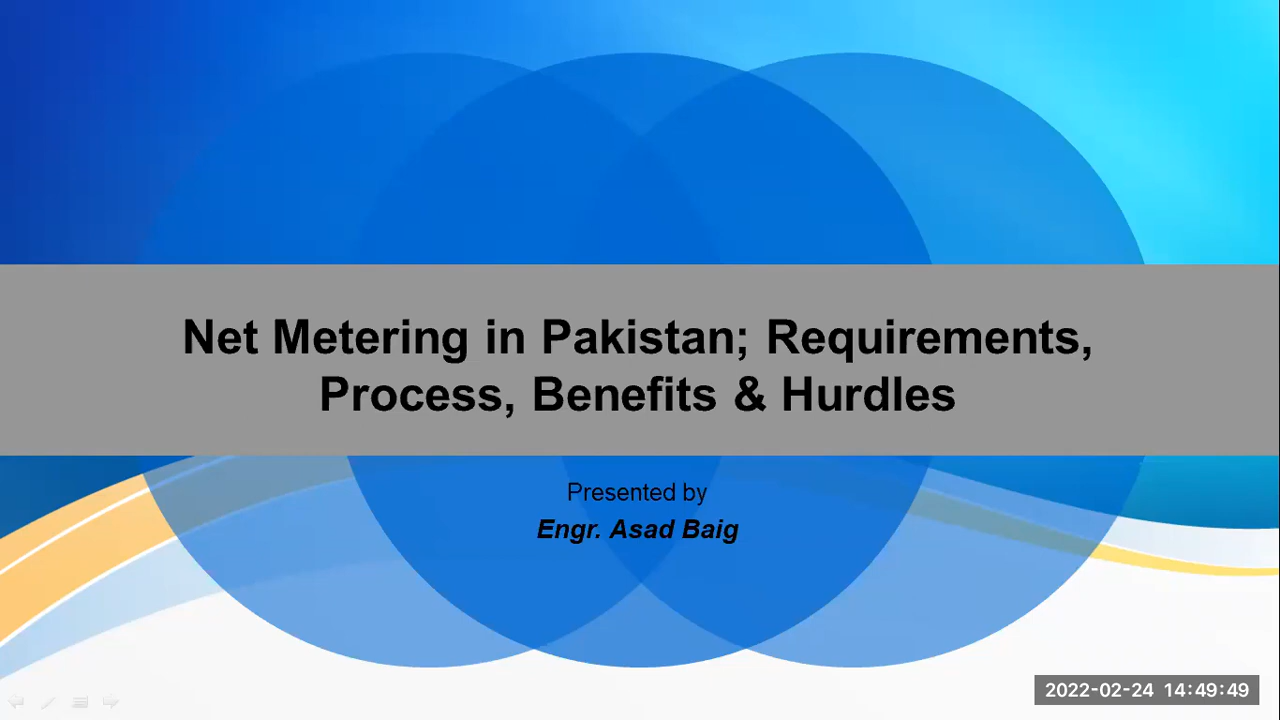 Net Metering in Pakistan; Requirements,
Process, Benefits & Hurdles
Presented by
Engr. Asad Baig
2022-02-24 14:49:49